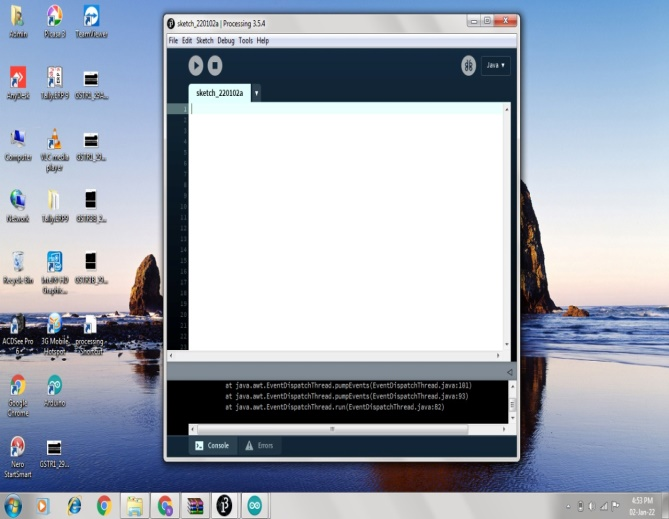 Admin
Picasa 3
TeamViewer
AnyDesk
TallyERP 9
GSTR1_29A...
Computer
VLC media
player
GSTR1_29...
Network
TallyERP9
GSTR3B_2...
Recycle Bin
Intel® HD
Graphic...
GSTR3B_29...
ACDSee Pro
6
3G Mobile
Hotspot
processing -
Shortcut
Google
Chrome
Arduino
Nero
StartSmart
GSTR1_29...
sketch_220102a | Processing 3.5.4
File Edit Sketch Debug Tools Help
Java ▼
sketch_220102a ▼
1
2
3
4
5
6
7
8
9
10
11
12
13
14
15
16
17
18
19
20
21
22
at java.awt.EventDispatchThread.pumpEvents(EventDispatchThread.java:101)
at java.awt.EventDispatchThread.pumpEvents(EventDispatchThread.java:93)
at java.awt.EventDispatchThread.run(EventDispatchThread.java:82)
Console Errors
4:53 PM
02-Jan-22